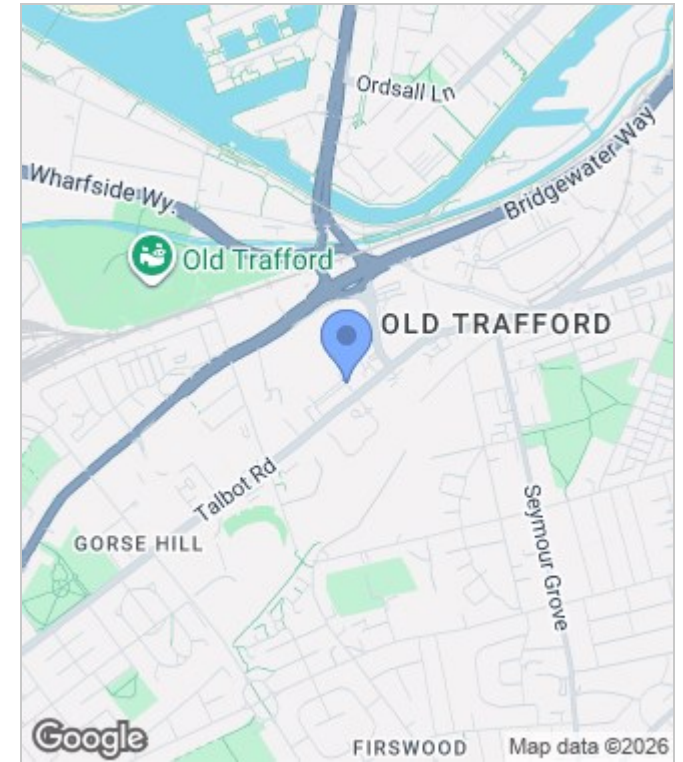 Ordsall Ln
Bridgewater Way
Wharfside Wy.
Old Trafford
OLD TRAFFORD
Talbot Rd
GORSE HILL
Seymour Grove
FIRSWOOD
Google
Map data ©2026